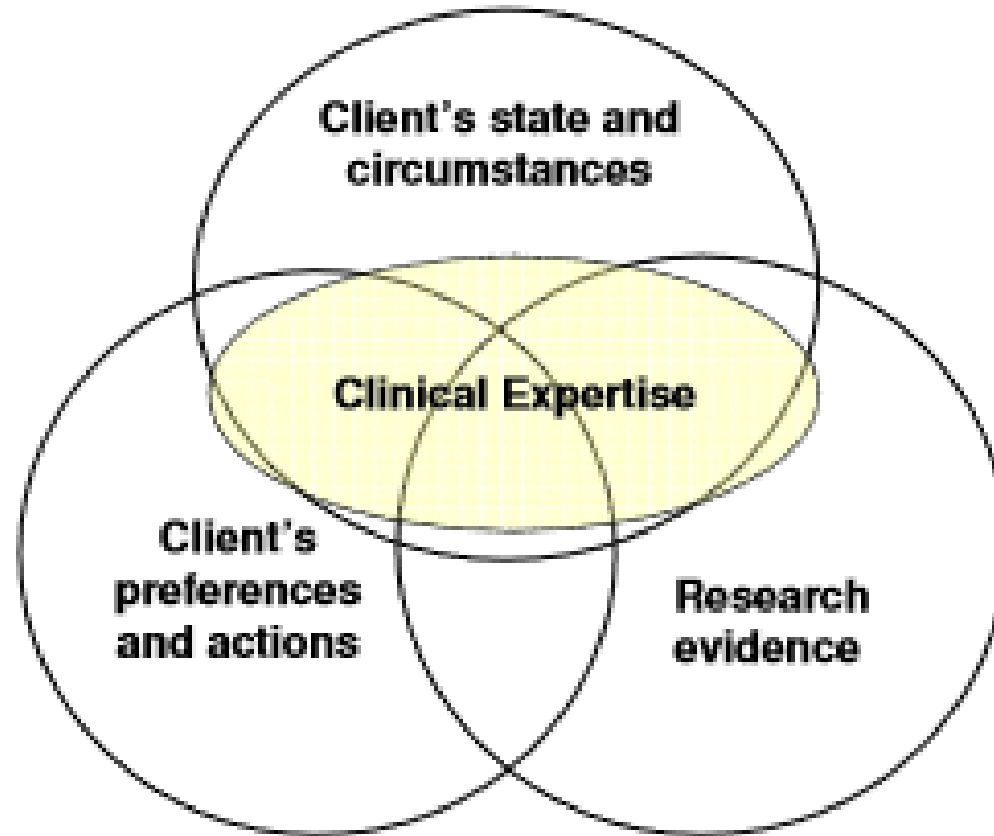 Client's state and
circumstances
Clinical Expertise
Client's
preferences
and actions
Research
evidence